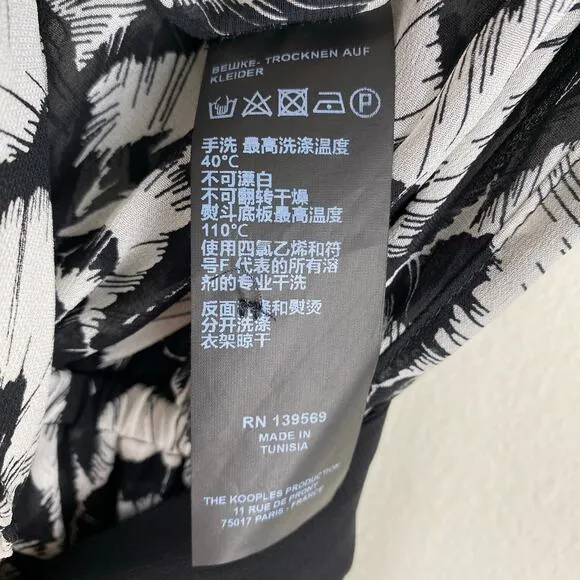 BEWKE- TROCKNEN AUF
KLEIDER
P
手洗 最高洗涤温度
40°C
不可漂白
不可翻转干燥
熨斗底板最高温度
110°C
使用四氯乙烯和符
号F 代表的所有溶
剂的专业干洗
反面 和熨烫
分开洗涤
衣架晾干
RN 139569
MADE IN
TUNISIA
THE KOOPLES PRODUCTION
11 RUE DE PRONY
75017 PARIS - FRANCE